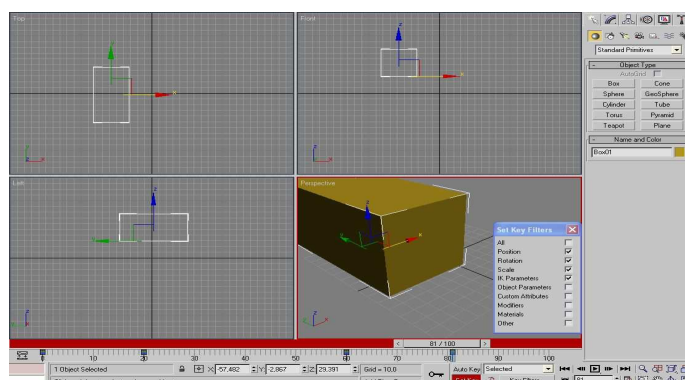 Top
Front
Standard Primitives
- Object Type
AutoGrid
Box Cone
Sphere GeoSphere
Cylinder Tube
Torus Pyramid
Teapot Plane
- Name and Color
Box01
Left
Perspective
Set Key Filters
All
Position
Rotation
Scale
IK Parameters
Object Parameters
Custom Attributes
Modifiers
Materials
Other
< 81 / 100 >
0 10 20 30 40 50 60 70 80 90 100
1 Object Selected X: -57,482 Y: -2,867 Z: 29,391 Grid = 10,0 Auto Key Selected
Key Filters... 81